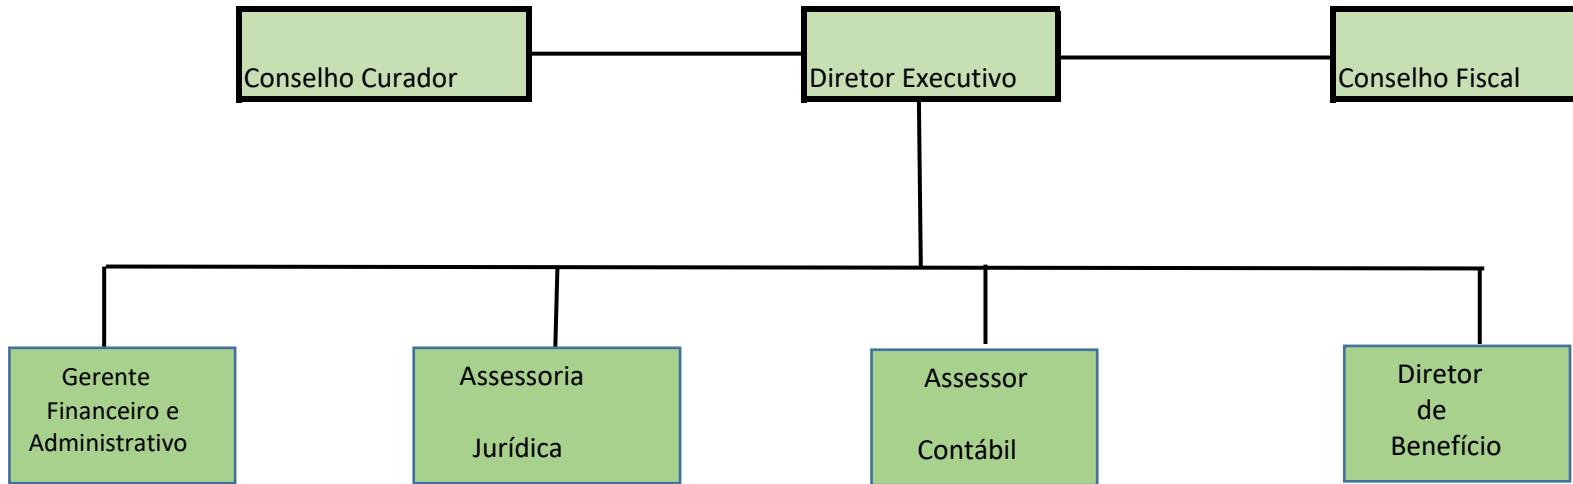 Conselho Curador
Diretor Executivo
Conselho Fiscal
Gerente
Financeiro e
Administrativo
Assessoria
Jurídica
Assessor
Contábil
Diretor
de
Benefício